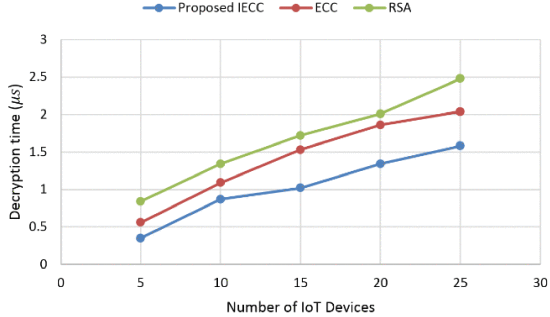 Proposed IECC ECC RSA
3
2.5
2
1.5
1
0.5
0
Decryption time (μs)
0 5 10 15 20 25 30
Number of IoT Devices